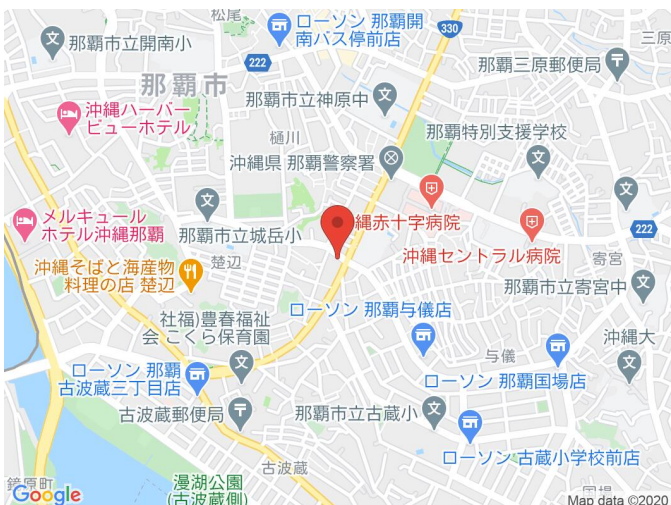 松尾
ローソン 那覇開
南バス停前店
330
三原
那覇市立開南小
222
那覇三原郵便局
那覇市
那覇市立神原中
222
沖縄ハーバー
ビューホテル
樋川
那覇特別支援学校
沖縄県 那覇警察署
メルキュール
ホテル沖縄那覇
那覇市立城岳小
縄赤十字病院
222
楚辺
沖縄セントラル病院
寄宮
沖縄そばと海産物
料理の店 楚辺
那覇市立寄宮中
ローソン 那覇与儀店
社福)豊春福祉
会 こくら保育園
沖縄大
与儀
ローソン 那覇
古波蔵三丁目店
ローソン 那覇国場店
古波蔵郵便局
那覇市立古蔵小
ローソン 古蔵小学校前店
古波蔵
漫湖公園
(古波蔵側)
鏡原町
国場
Google
Map data ©2020